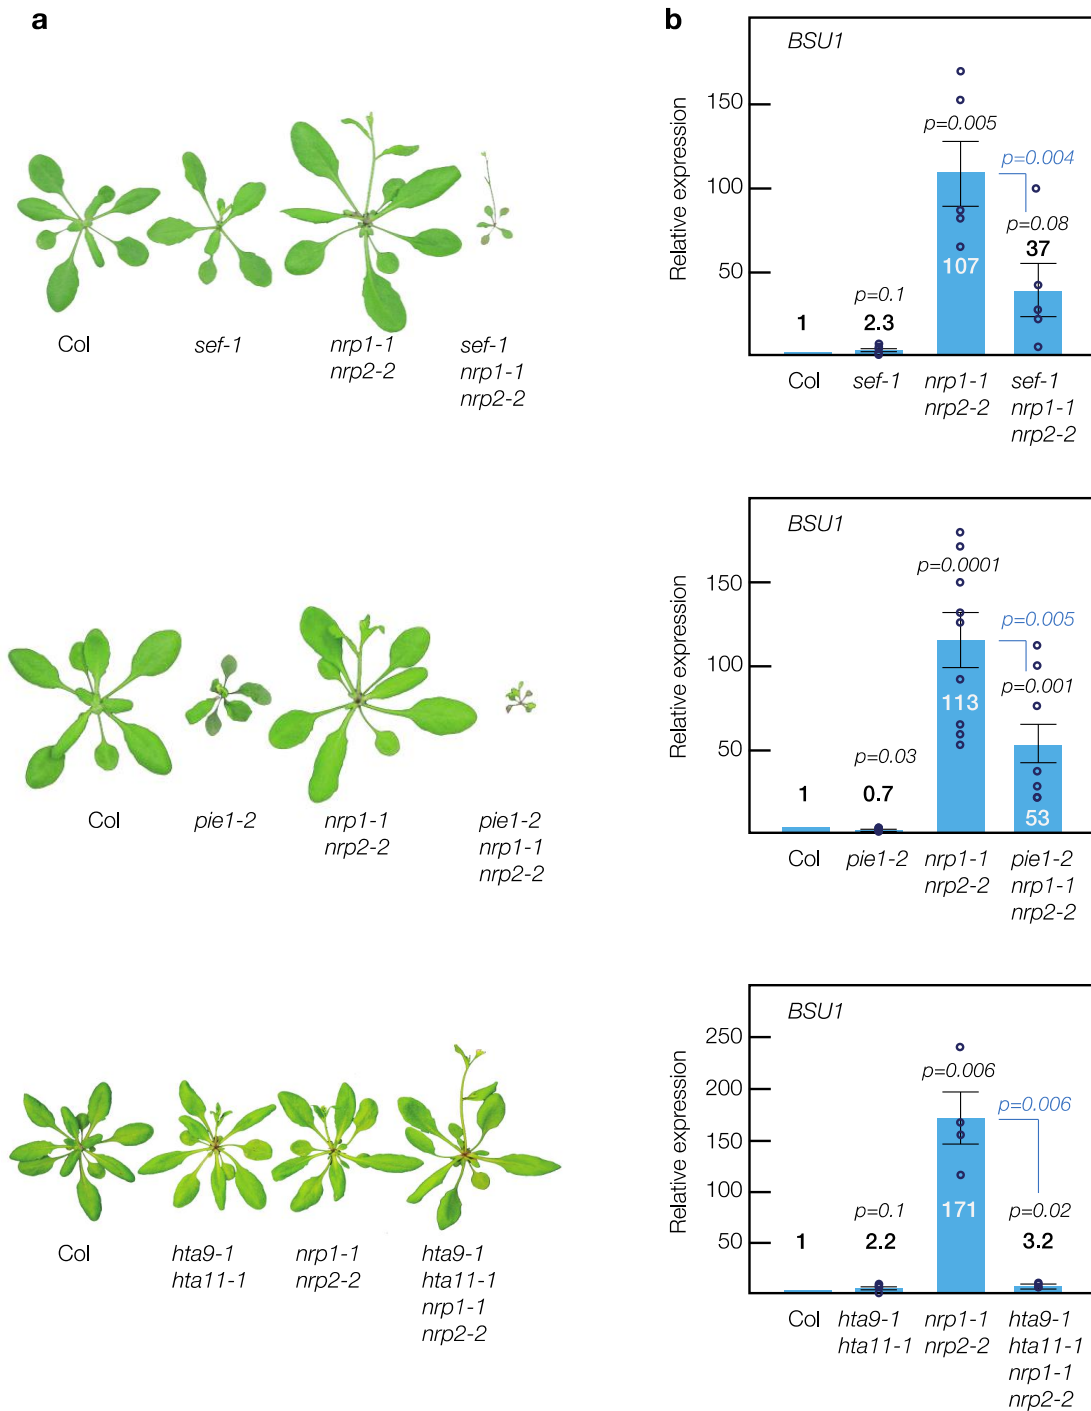 a
Col
sef-1
nrp1-1
nrp2-2
sef-1
nrp1-1
nrp2-2
Col
pie1-2
nrp1-1
nrp2-2
pie1-2
nrp1-1
nrp2-2
Col
hta9-1
hta11-1
nrp1-1
nrp2-2
hta9-1
hta11-1
nrp1-1
nrp2-2
b
BSU1
Relative expression
150
100
50
1
p=0.1
2.3
p=0.005
107
p=0.004
p=0.08
37
Col
sef-1
nrp1-1
nrp2-2
sef-1
nrp1-1
nrp2-2
BSU1
Relative expression
150
100
50
1
p=0.03
0.7
p=0.0001
113
p=0.005
p=0.001
53
Col
pie1-2
nrp1-1
nrp2-2
pie1-2
nrp1-1
nrp2-2
BSU1
Relative expression
250
200
150
100
50
1
p=0.1
2.2
p=0.006
171
p=0.006
p=0.02
3.2
Col
hta9-1
hta11-1
nrp1-1
nrp2-2
hta9-1
hta11-1
nrp1-1
nrp2-2